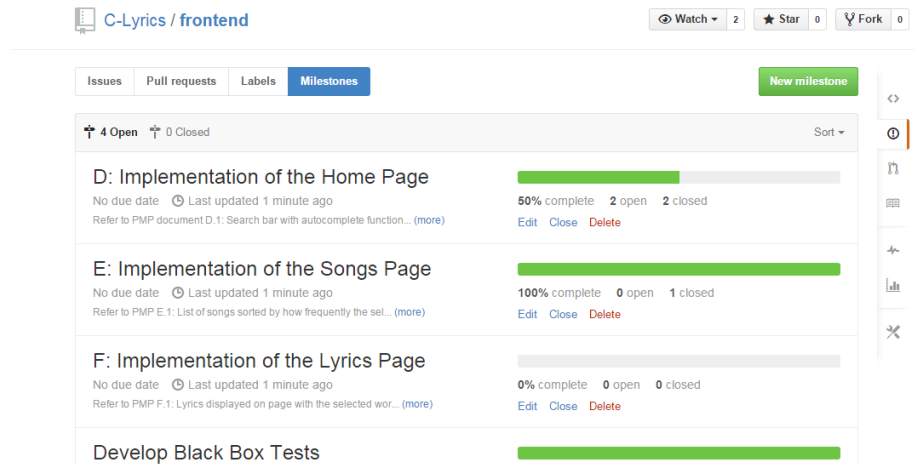 C-Lyrics / frontend
Watch 2 Star 0 Fork 0
Issues Pull requests Labels Milestones New milestone
4 Open 0 Closed Sort
D: Implementation of the Home Page
No due date Last updated 1 minute ago
Refer to PMP document D.1: Search bar with autocomplete function... (more)
50% complete 2 open 2 closed
Edit Close Delete
E: Implementation of the Songs Page
No due date Last updated 1 minute ago
Refer to PMP E.1: List of songs sorted by how frequently the sel... (more)
100% complete 0 open 1 closed
Edit Close Delete
F: Implementation of the Lyrics Page
No due date Last updated 1 minute ago
Refer to PMP F.1: Lyrics displayed on page with the selected wor... (more)
0% complete 0 open 0 closed
Edit Close Delete
Develop Black Box Tests